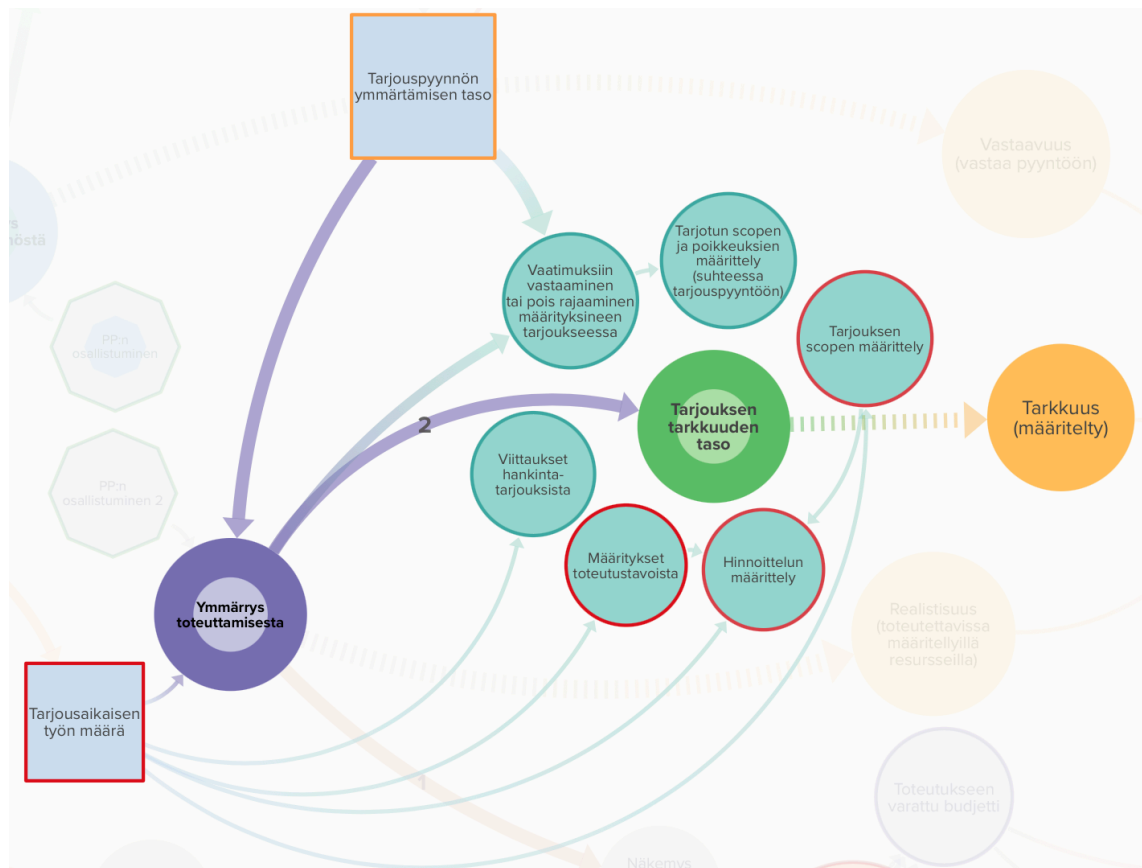 Tarjouspyynnön
ymmärtämisen taso
Vastaavuus
(vastaa pyyntöön)
Tarjotun scopen
ja poikkeuksien
määrittely
(suhteessa
tarjouspyyntöön)
Vaatimuksiin
vastaaminen
tai pois rajaaminen
määrityksineen
tarjoukseessa
Tarjouksen
scopen määrittely
PP:n
osallistuminen
Tarjouksen
tarkkuuden
taso
Tarkkuus
(määritelty)
2
Viittaukset
hankinta-
tarjouksista
PP:n
osallistuminen 2
Määritykset
toteutustavoista
Hinnoittelun
määrittely
Ymmärrys
toteuttamisesta
Realistisuus
(toteutettavissa
määritellyillä
resursseilla)
Tarjousaikaisen
työn määrä
1
Toteutukseen
varattu budjetti
Näkemys